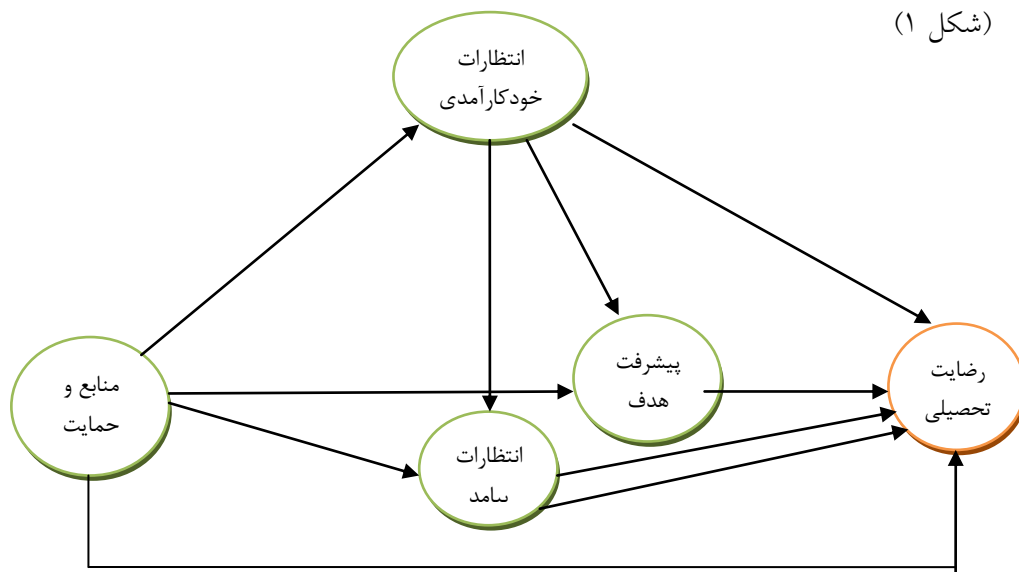 (شکل ۱)
انتظارات
خودکارآمدی
پیشرفت
هدف
رضایت
تحصیلی
منابع و
حمایت
انتظارات
پیامد